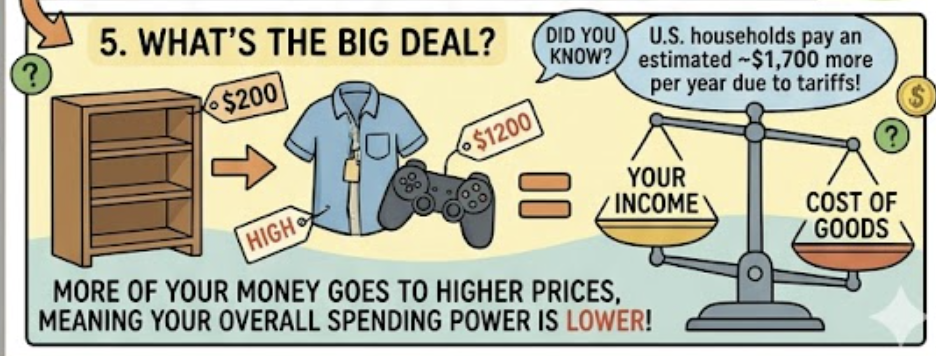 5. WHAT'S THE BIG DEAL?
DID YOU
KNOW?
U.S. households pay an
estimated ~$1,700 more
per year due to tariffs!
?
$200
$1200
HIGH
=
YOUR
INCOME
COST OF
GOODS
$
?
MORE OF YOUR MONEY GOES TO HIGHER PRICES,
MEANING YOUR OVERALL SPENDING POWER IS LOWER!